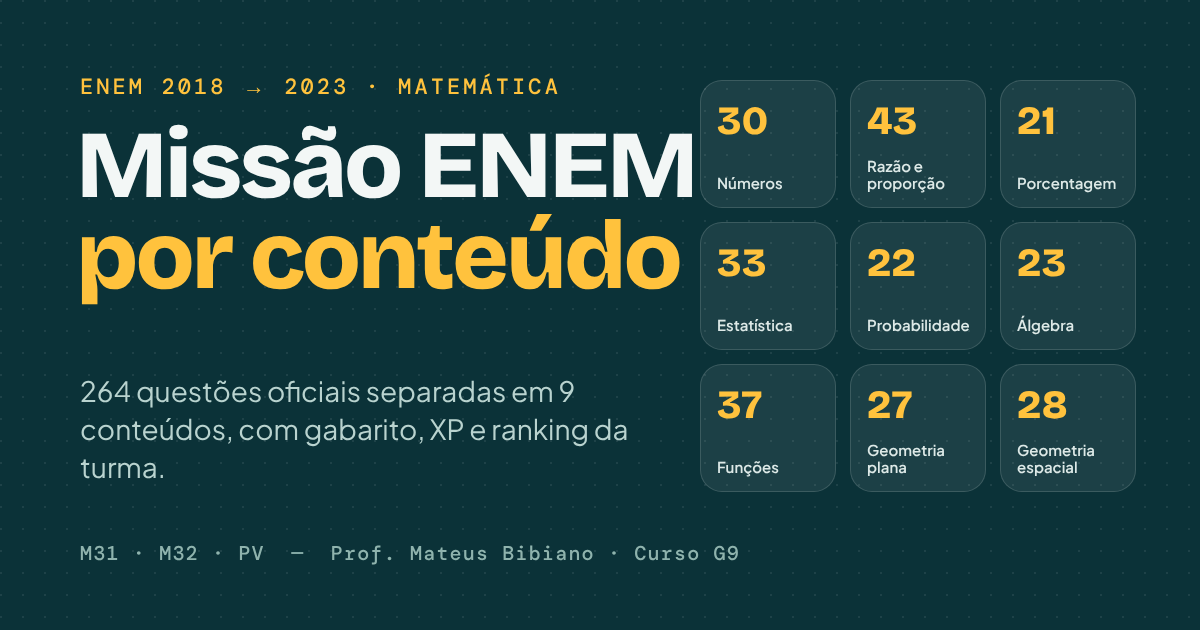 ENEM 2018 → 2023 · MATEMÁTICA
Missão ENEM
por conteúdo
264 questões oficiais separadas em 9
conteúdos, com gabarito, XP e ranking da
turma.
M31 · M32 · PV — Prof. Mateus Bibiano · Curso G9
30
Números
43
Razão e
proporção
21
Porcentagem
33
Estatística
22
Probabilidade
23
Álgebra
37
Funções
27
Geometria
plana
28
Geometria
espacial